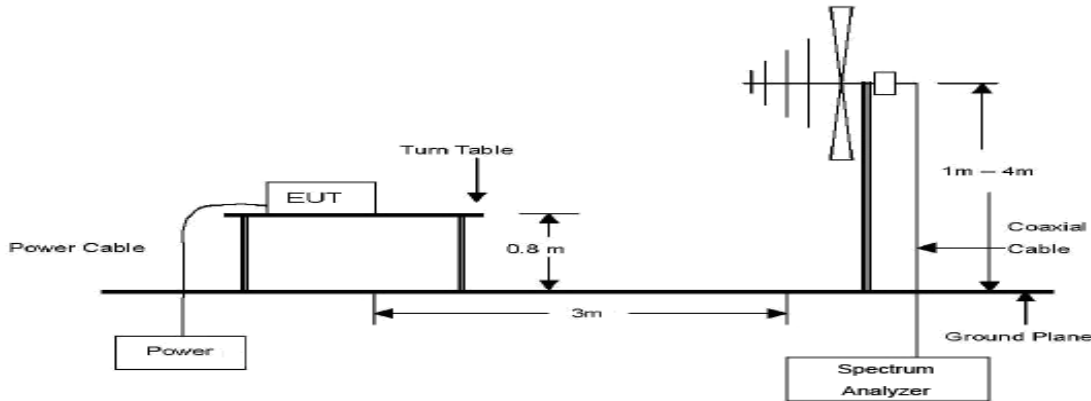 Turn Table
EUT
1m – 4m
Power Cable
0.8 m
Coaxial
Cable
3m
Ground Plane
Power
Spectrum
Analyzer